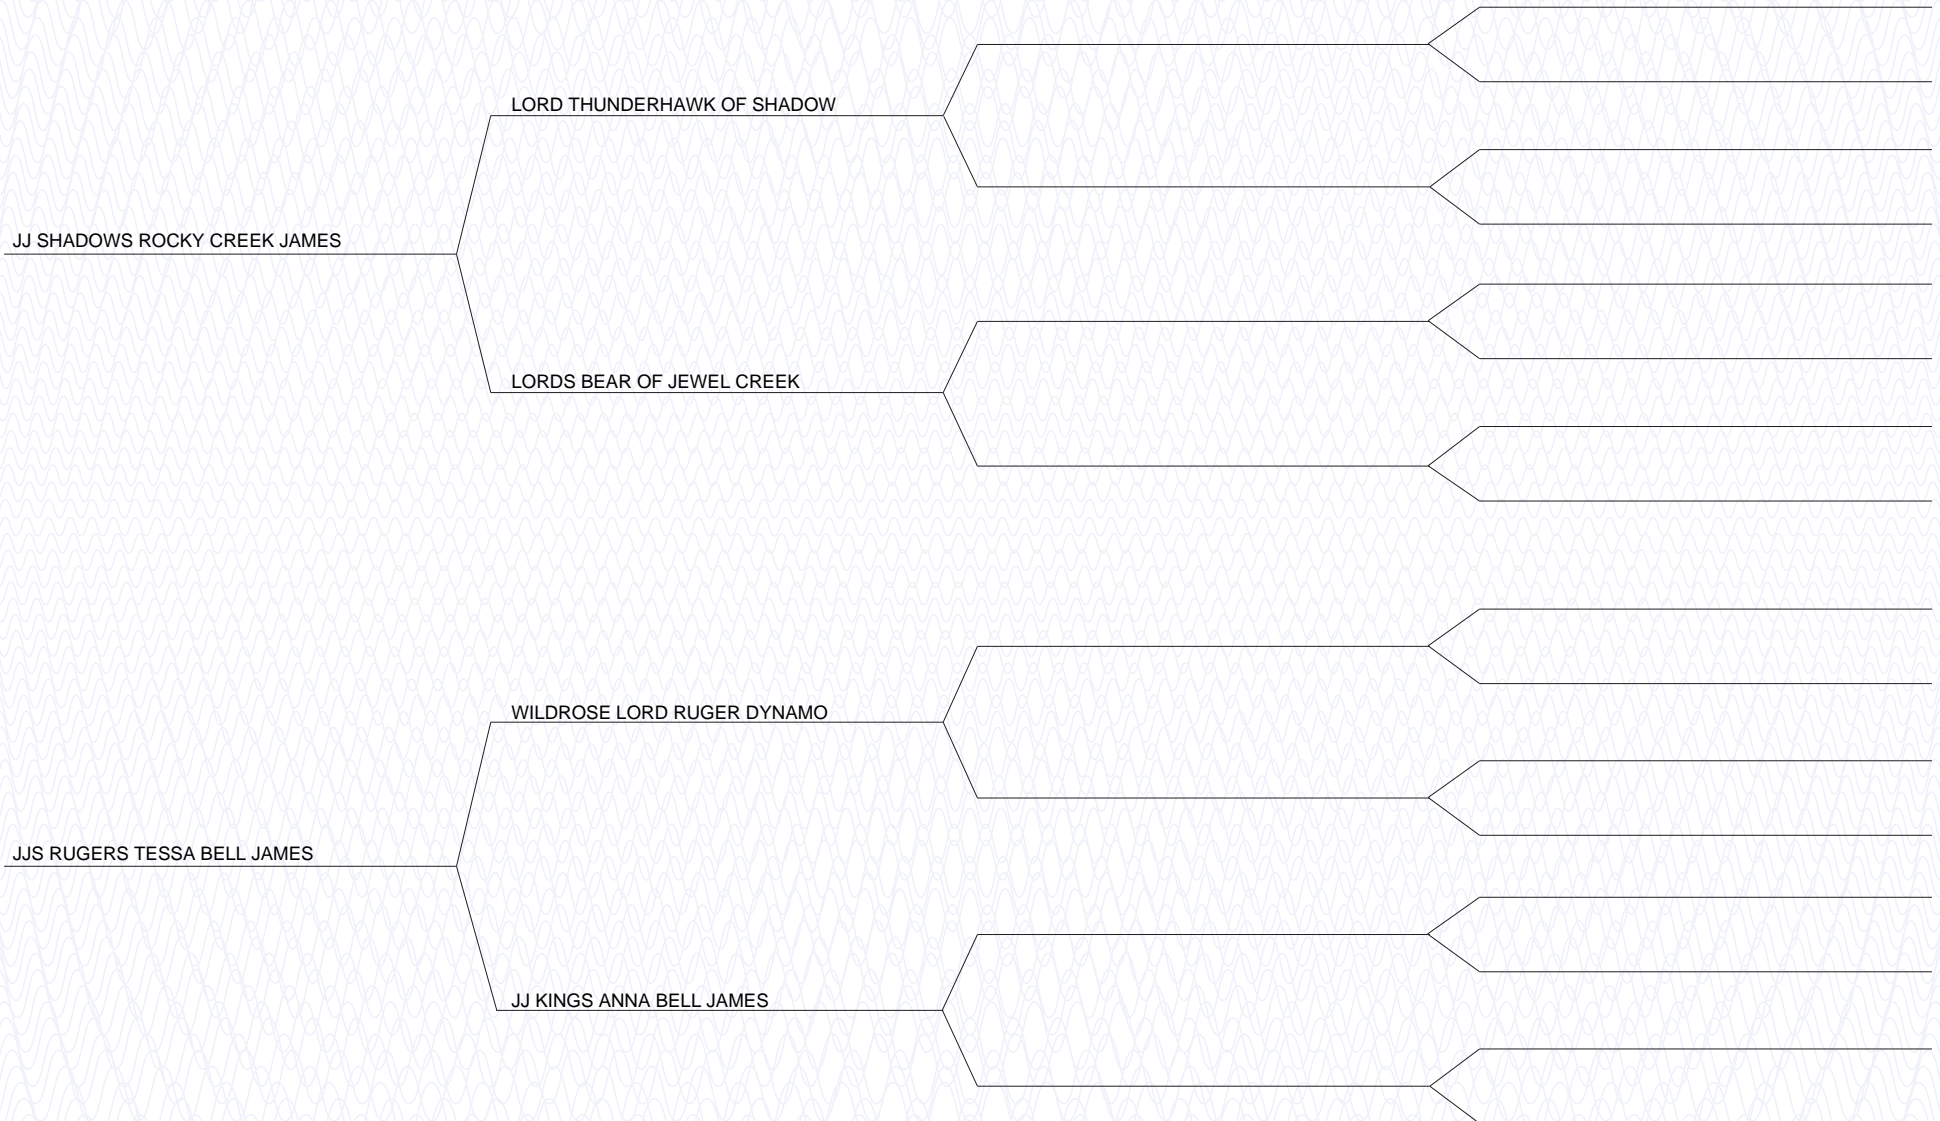 LORD THUNDERHAWK OF SHADOW
JJ SHADOWS ROCKY CREEK JAMES
LORDS BEAR OF JEWEL CREEK
WILDROSE LORD RUGER DYNAMO
JJS RUGERS TESSA BELL JAMES
JJ KINGS ANNA BELL JAMES